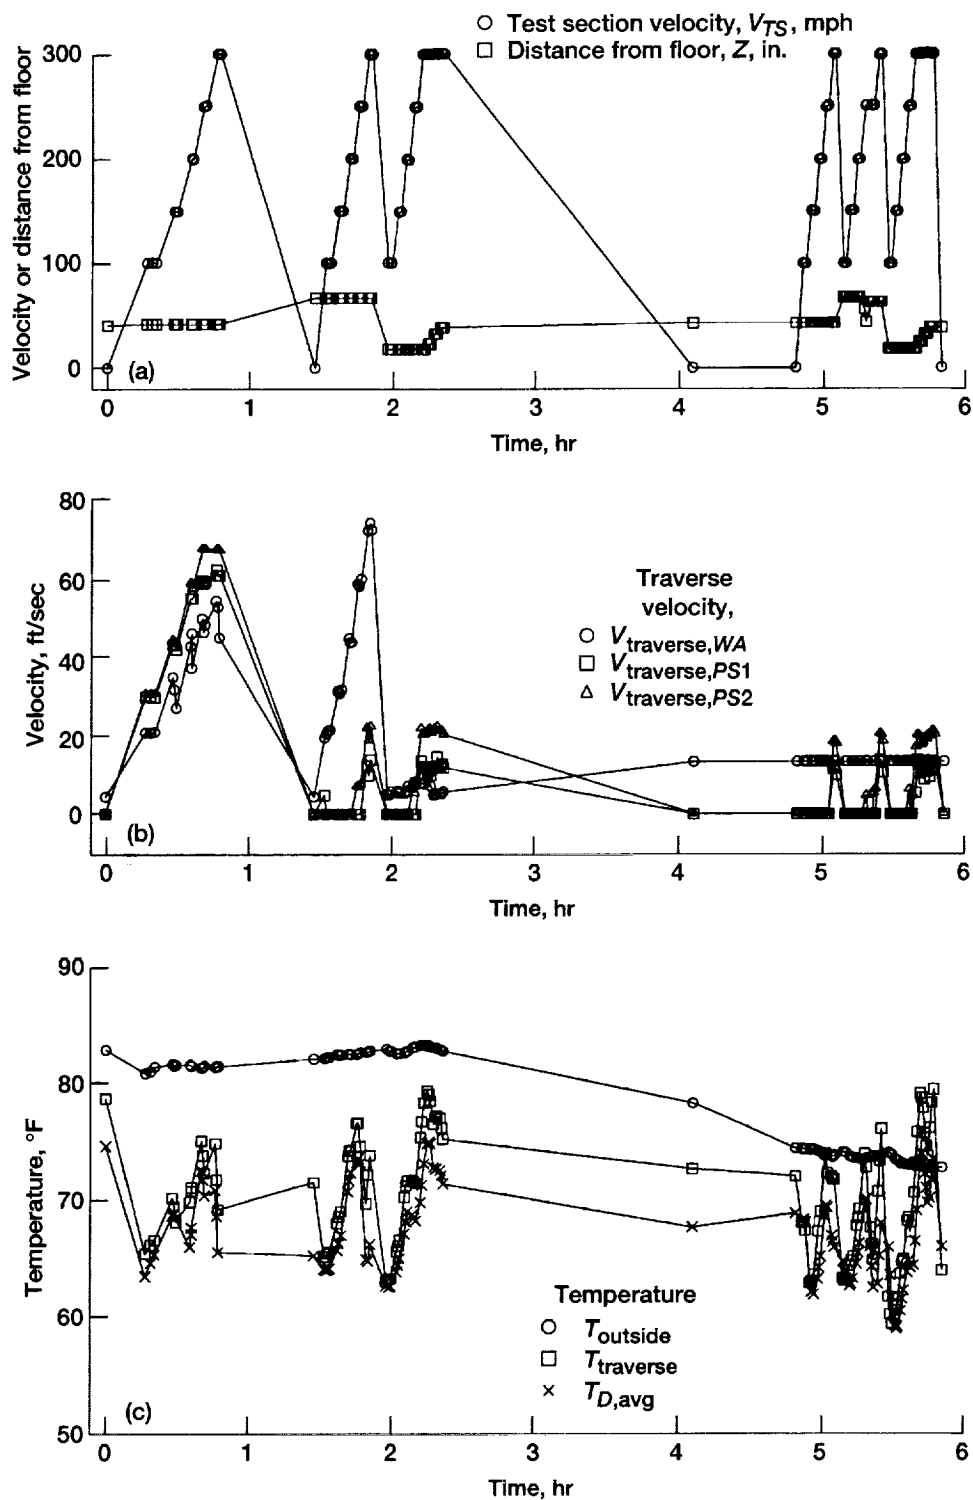 Test section velocity, V_TS, mph
Distance from floor, Z, in.
Velocity or distance from floor
300
200
100
0
(a)
0 1 2 3 4 5 6
Time, hr
Velocity, ft/sec
80
60
40
20
0
Traverse
velocity,
V_traverse,WA
V_traverse,PS1
V_traverse,PS2
(b)
0 1 2 3 4 5 6
Time, hr
Temperature, °F
90
80
70
60
50
Temperature
T_outside
T_traverse
T_D,avg
(c)
0 1 2 3 4 5 6
Time, hr